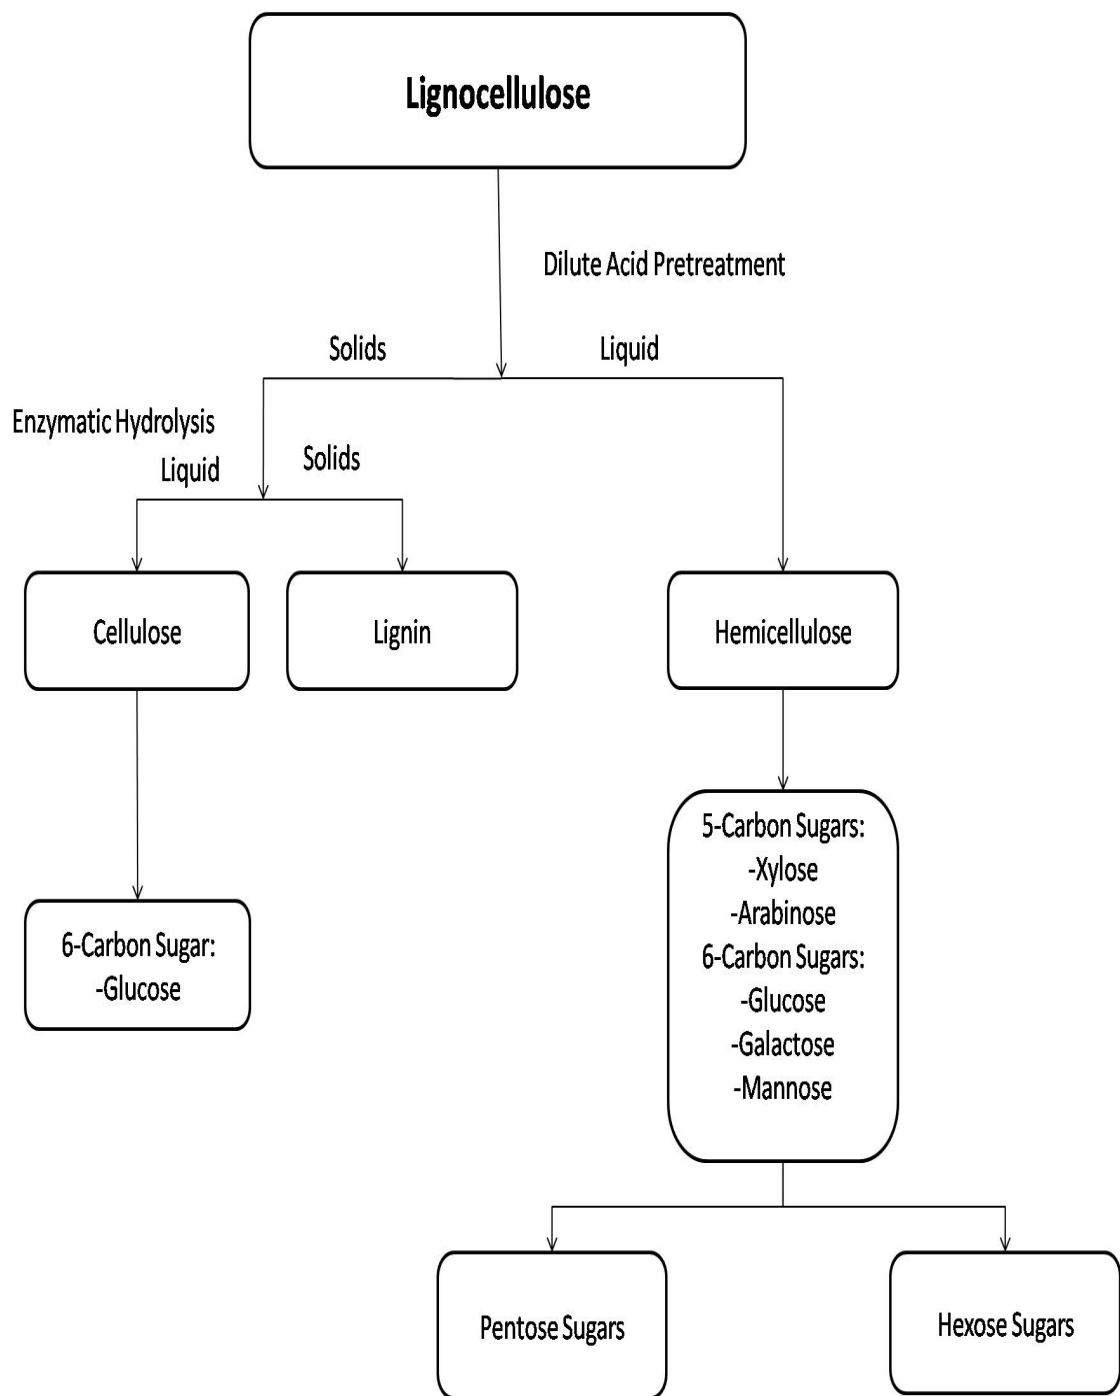 Lignocellulose
Dilute Acid Pretreatment
Solids
Liquid
Enzymatic Hydrolysis
Liquid
Solids
Cellulose
Lignin
Hemicellulose
6-Carbon Sugar:
-Glucose
5-Carbon Sugars:
-Xylose
-Arabinose
6-Carbon Sugars:
-Glucose
-Galactose
-Mannose
Pentose Sugars
Hexose Sugars